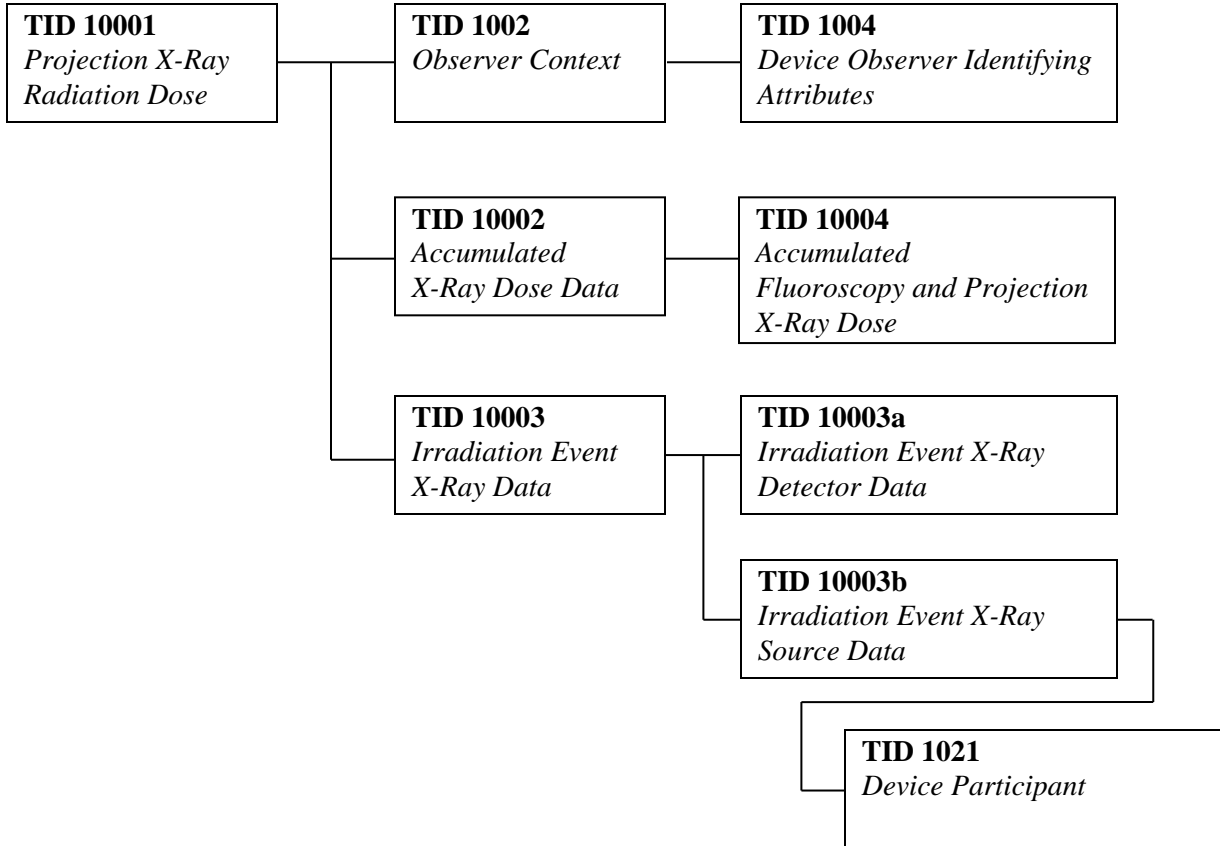 TID 10001
Projection X-Ray
Radiation Dose
TID 1002
Observer Context
TID 1004
Device Observer Identifying
Attributes
TID 10002
Accumulated
X-Ray Dose Data
TID 10004
Accumulated
Fluoroscopy and Projection
X-Ray Dose
TID 10003
Irradiation Event
X-Ray Data
TID 10003a
Irradiation Event X-Ray
Detector Data
TID 10003b
Irradiation Event X-Ray
Source Data
TID 1021
Device Participant